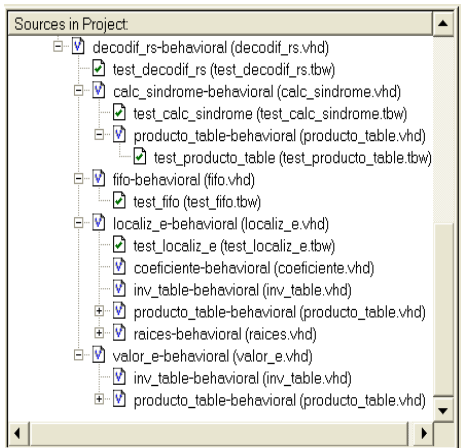 Sources in Project:
decodif_rs-behavioral (decodif_rs.vhd)
test_decodif_rs (test_decodif_rs.tbw)
calc_sindrome-behavioral (calc_sindrome.vhd)
test_calc_sindrome (test_calc_sindrome.tbw)
producto_table-behavioral (producto_table.vhd)
test_producto_table (test_producto_table.tbw)
fifo-behavioral (fifo.vhd)
test_fifo (test_fifo.tbw)
localiz_e-behavioral (localiz_e.vhd)
test_localiz_e (test_localiz_e.tbw)
coeficiente-behavioral (coeficiente.vhd)
inv_table-behavioral (inv_table.vhd)
producto_table-behavioral (producto_table.vhd)
raices-behavioral (raices.vhd)
valor_e-behavioral (valor_e.vhd)
inv_table-behavioral (inv_table.vhd)
producto_table-behavioral (producto_table.vhd)